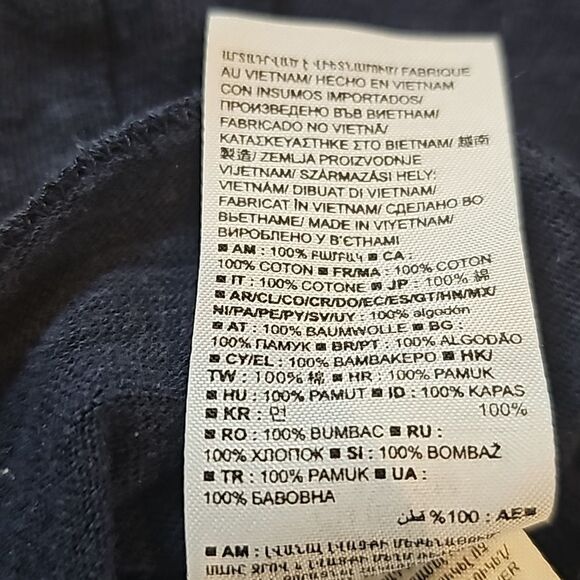 ԱՐՏԱԴՐՎԱԾ Է ՎԻԵՏՆԱՄՈՒՄ/ FABRIQUÉ
AU VIETNAM/ HECHO EN VIETNAM
CON INSUMOS IMPORTADOS/
ПРОИЗВЕДЕНО ВЪВ ВИЕТНАМ/
FABRICADO NO VIETNÃ/
ΚΑΤΑΣΚΕΥΑΣΤΗΚΕ ΣΤΟ ΒΙΕΤΝΑΜ/ 越南
製造/ ZEMLJA PROIZVODNJE
VIJETNAM/ SZÁRMAZÁSI HELY:
VIETNÁM/ DIBUAT DI VIETNAM/
FABRICAT ÎN VIETNAM/ СДЕЛАНО ВО
ВЬЕТНАМЕ/ MADE IN VIYETNAM/
ВИРОБЛЕНО У В'ЄТНАМІ
■ AM : 100% ԲԱՄԲԱԿ ■ CA :
100% COTON ■ FR/MA : 100% COTON
■ IT : 100% COTONE ■ JP : 100% 綿
■ AR/CL/CO/CR/DO/EC/ES/GT/HN/MX/
NI/PA/PE/PY/SV/UY : 100% algodón
■ AT : 100% BAUMWOLLE ■ BG :
100% ПАМУК ■ BR/PT : 100% ALGODÃO
■ CY/EL : 100% ΒΑΜΒΑΚΕΡΟ ■ HK/
TW : 100% 棉 ■ HR : 100% PAMUK
■ HU : 100% PAMUT ■ ID : 100% KAPAS
■ KR : 면 100%
■ RO : 100% BUMBAC ■ RU :
100% ХЛОПОК ■ SI : 100% BOMBAŽ
■ TR : 100% PAMUK ■ UA :
100% БАВОВНА
■ AE : 100% قطن
■ AM :